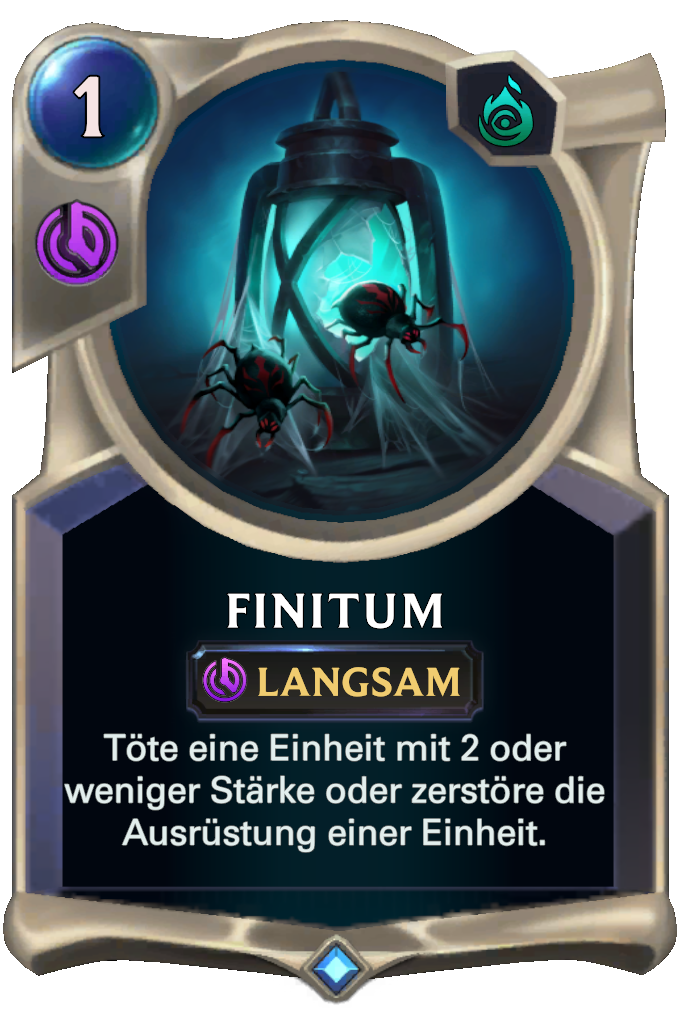 1
FINITUM
LANGSAM
Töte eine Einheit mit 2 oder
weniger Stärke oder zerstöre die
Ausrüstung einer Einheit.